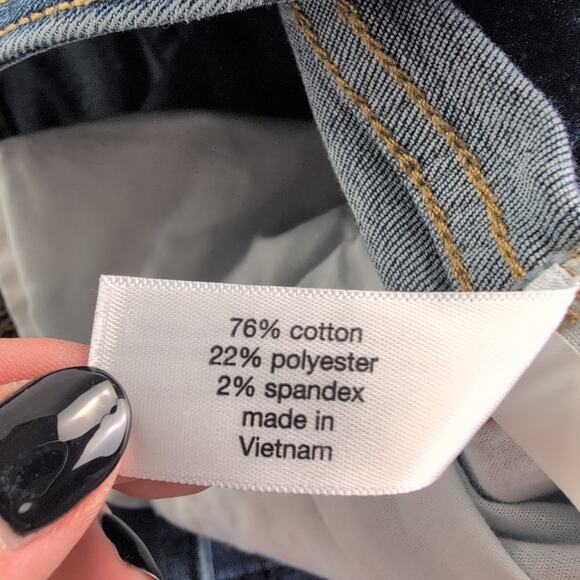 76% cotton
22% polyester
2% spandex
made in
Vietnam